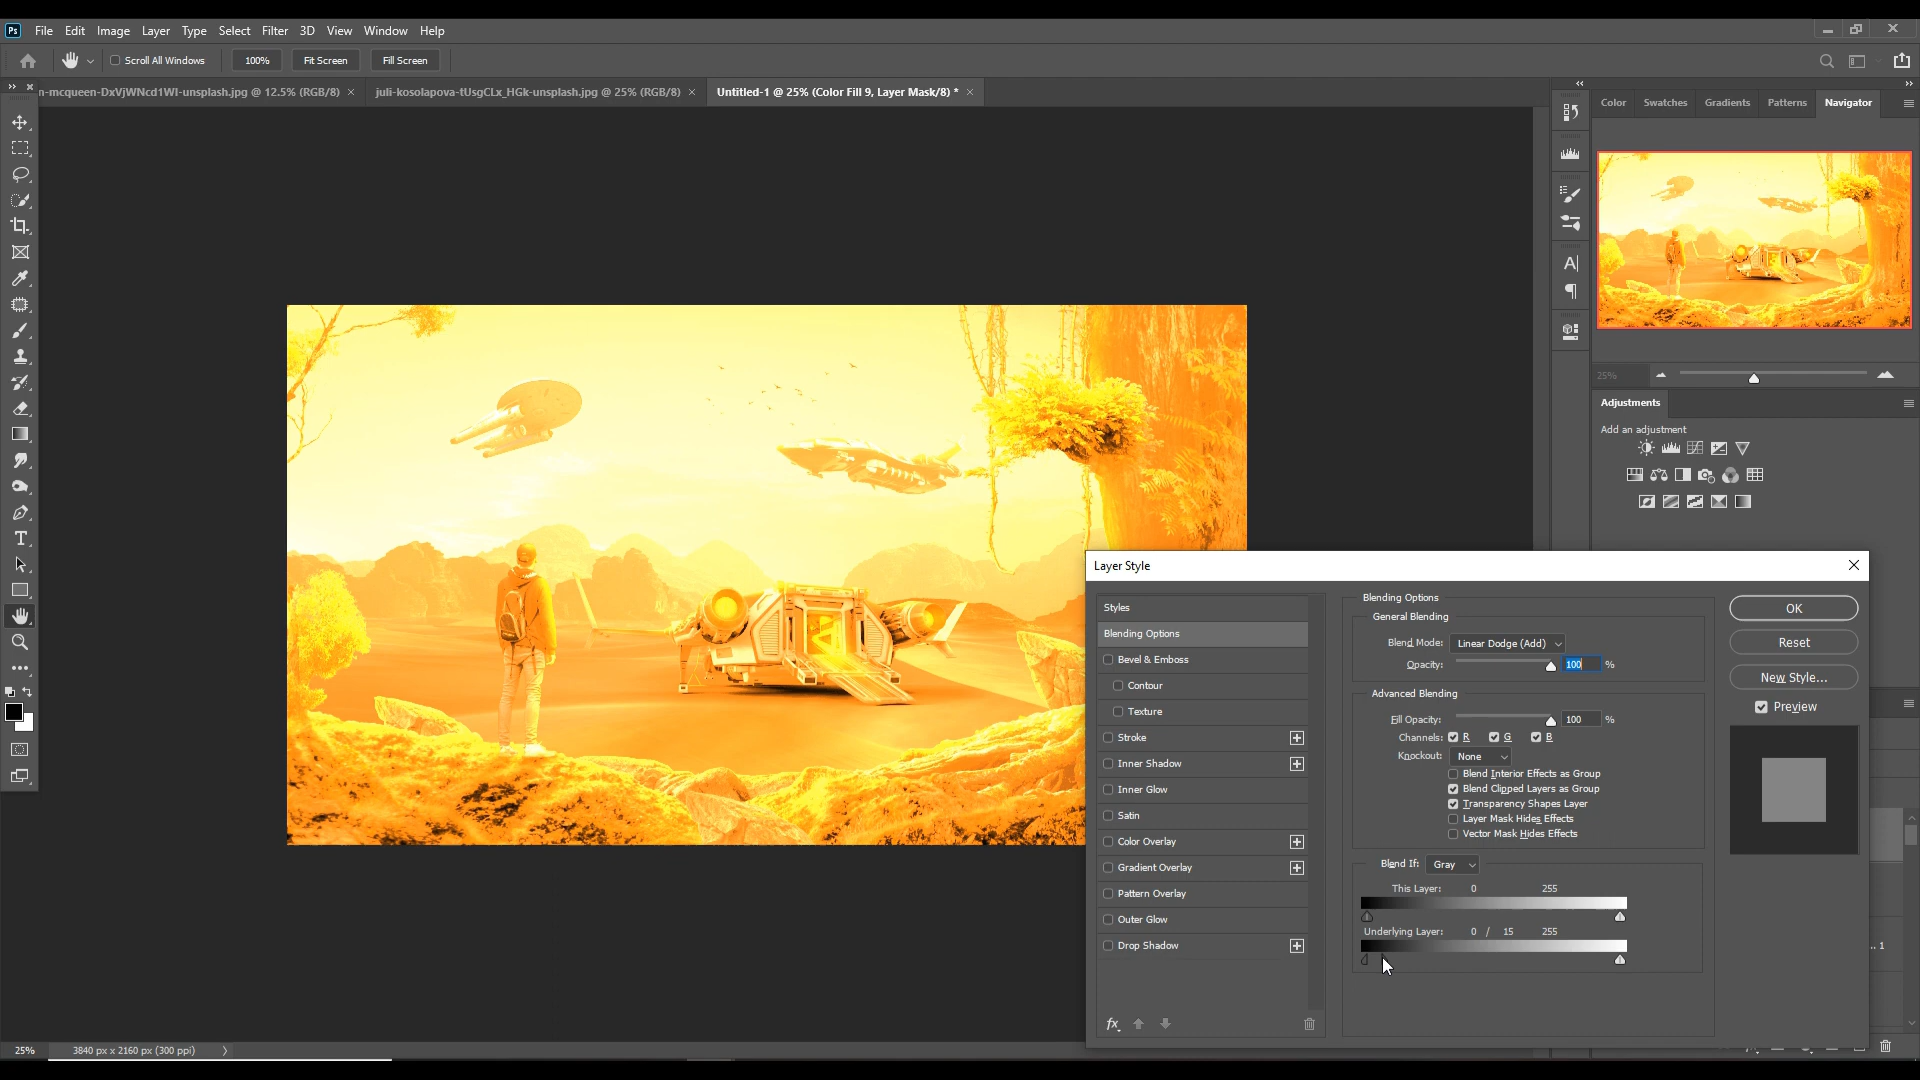 Ps File Edit Image Layer Type Select Filter 3D View Window Help
Scroll All Windows 100% Fit Screen Fill Screen
n-mcqueen-DxVjWNcd1WI-unsplash.jpg @ 12.5% (RGB/8) × juli-kosolapova-tUsgCLx_HGk-unsplash.jpg @ 25% (RGB/8) × Untitled-1 @ 25% (Color Fill 9, Layer Mask/8) * ×
Color Swatches Gradients Patterns Navigator
25%
Adjustments
Add an adjustment
Layer Style
Styles
Blending Options
Bevel & Emboss
Contour
Texture
Stroke
Inner Shadow
Inner Glow
Satin
Color Overlay
Gradient Overlay
Pattern Overlay
Outer Glow
Drop Shadow
fx
Blending Options
General Blending
Blend Mode: Linear Dodge (Add)
Opacity: 100 %
Advanced Blending
Fill Opacity: 100 %
Channels: R G B
Knockout: None
Blend Interior Effects as Group
Blend Clipped Layers as Group
Transparency Shapes Layer
Layer Mask Hides Effects
Vector Mask Hides Effects
Blend If: Gray
This Layer: 0 255
Underlying Layer: 0 / 15 255
OK
Reset
New Style...
Preview
... 1
25% 3840 px x 2160 px (300 ppi)